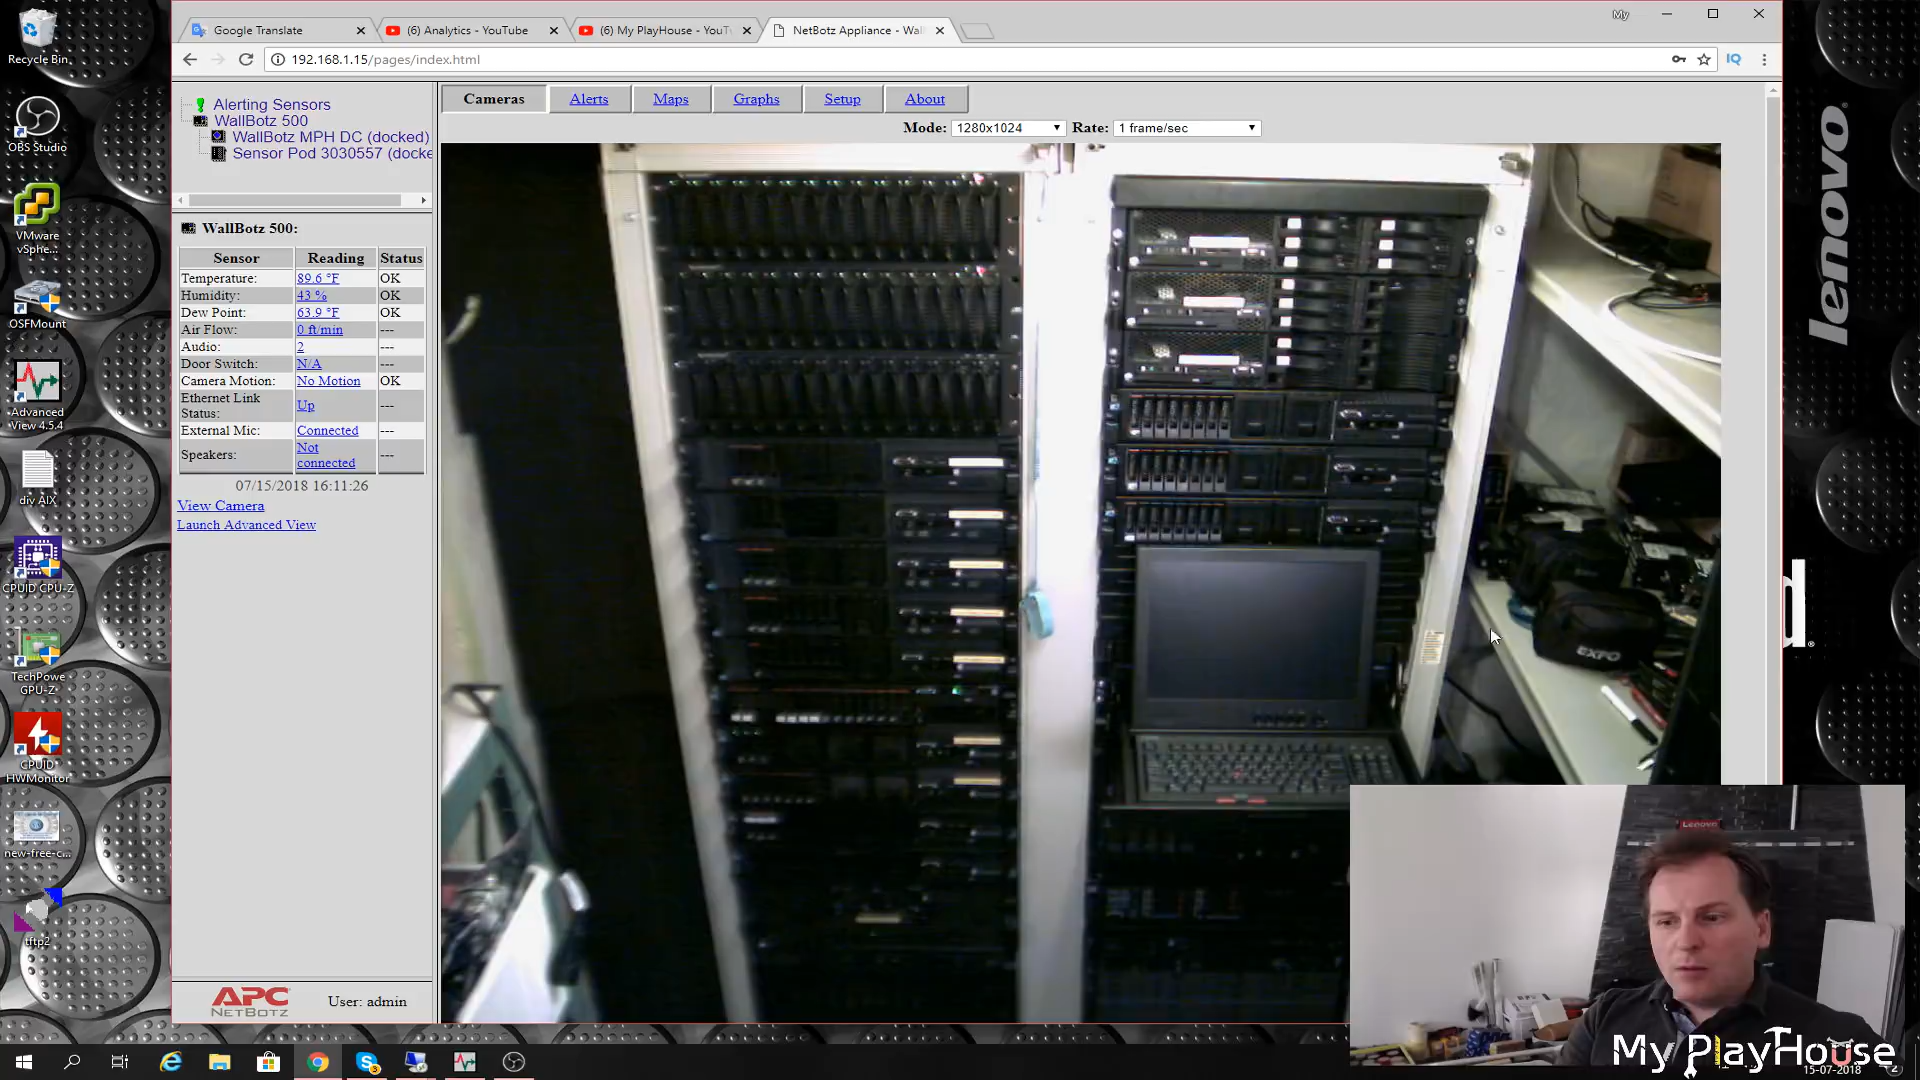 Recycle Bin
OBS Studio
VMware
vSphe...
OSFMount
Advanced
View 4.5.4
div AIX
CPUID CPU-Z
TechPowe
GPU-Z
CPUID
HWMonitor
new-free-c...
tftp2
Google Translate
(6) Analytics - YouTube
(6) My PlayHouse - YouT
NetBotz Appliance - Wal
My
192.168.1.15/pages/index.html
IQ
Alerting Sensors
WallBotz 500
WallBotz MPH DC (docked)
Sensor Pod 3030557 (docke
WallBotz 500:
Sensor Reading Status
Temperature: 89.6 °F OK
Humidity: 43 % OK
Dew Point: 63.9 °F OK
Air Flow: 0 ft/min ---
Audio: 2 ---
Door Switch: N/A ---
Camera Motion: No Motion OK
Ethernet Link Status: Up ---
External Mic: Connected ---
Speakers: Not connected ---
07/15/2018 16:11:26
View Camera
Launch Advanced View
APC
NETBOTZ
User: admin
Cameras Alerts Maps Graphs Setup About
Mode: 1280x1024 Rate: 1 frame/sec
EXPO
lenovo
Lenovo
My PlayHouse
15-07-2018